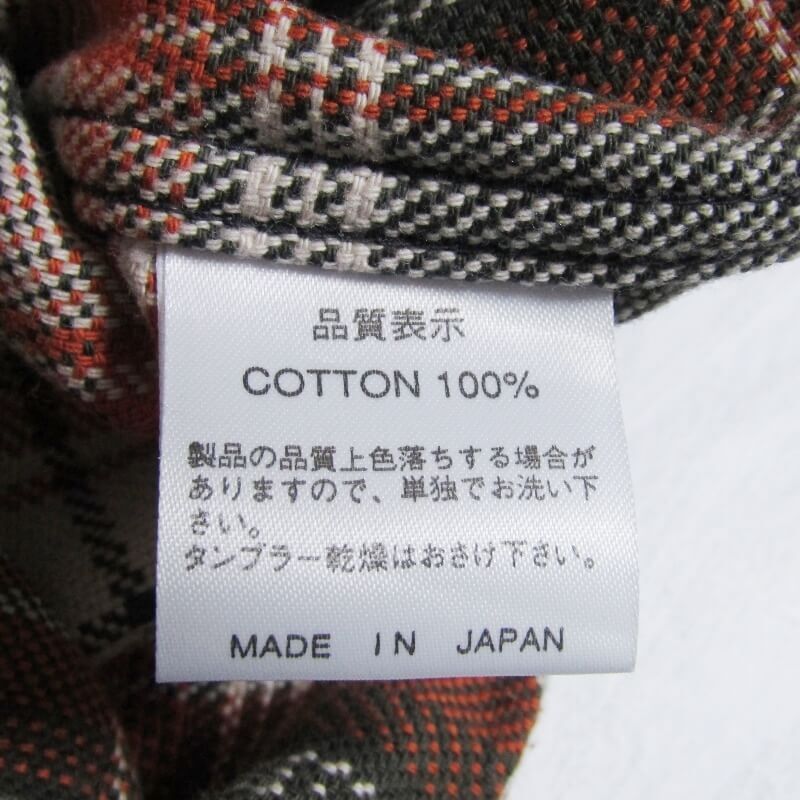 品質表示
COTTON 100%
製品の品質上色落ちする場合が
ありますので、単独でお洗い下
さい。
タンブラー乾燥はおさけ下さい。
MADE IN JAPAN